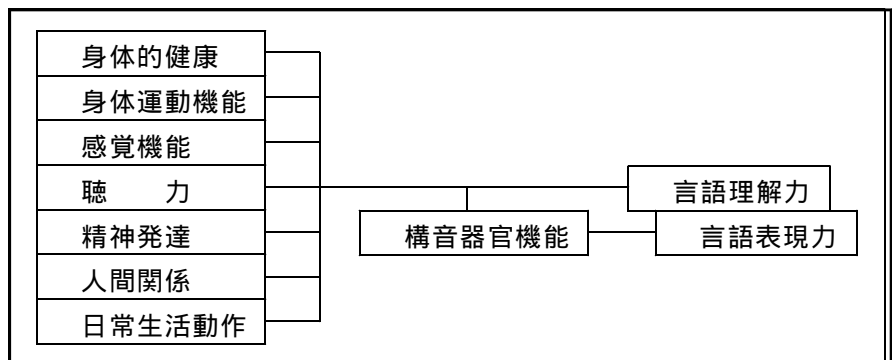 身体的健康
身体運動機能
感覚機能
聴　　力
精神発達
人間関係
日常生活動作
言語理解力
構音器官機能
言語表現力